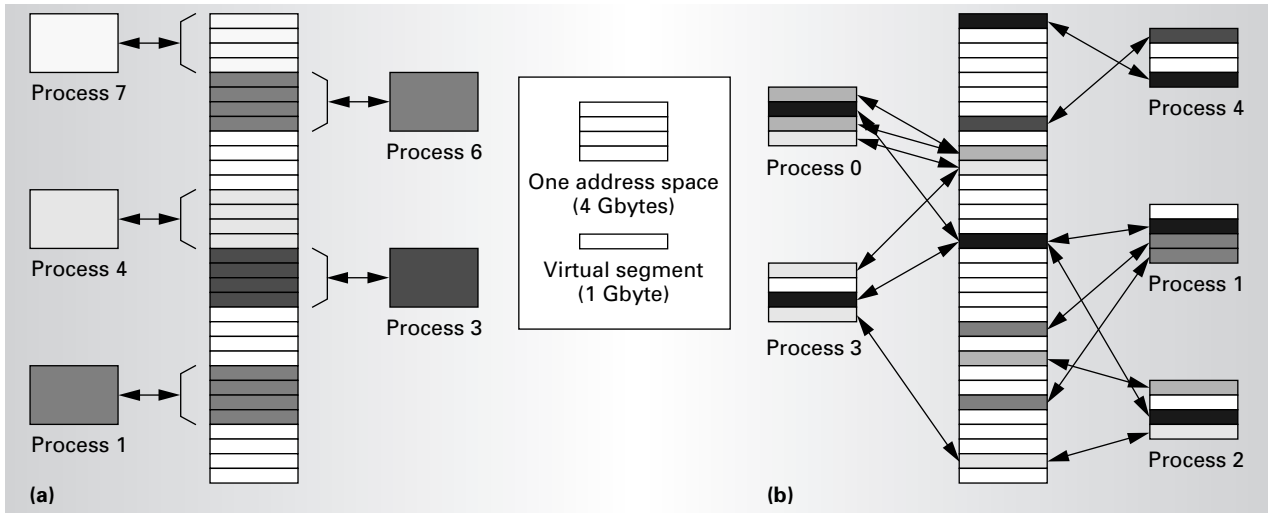 Process 7
Process 6
Process 4
Process 3
Process 1
(a)
One address space
(4 Gbytes)
Virtual segment
(1 Gbyte)
Process 0
Process 3
Process 4
Process 1
Process 2
(b)